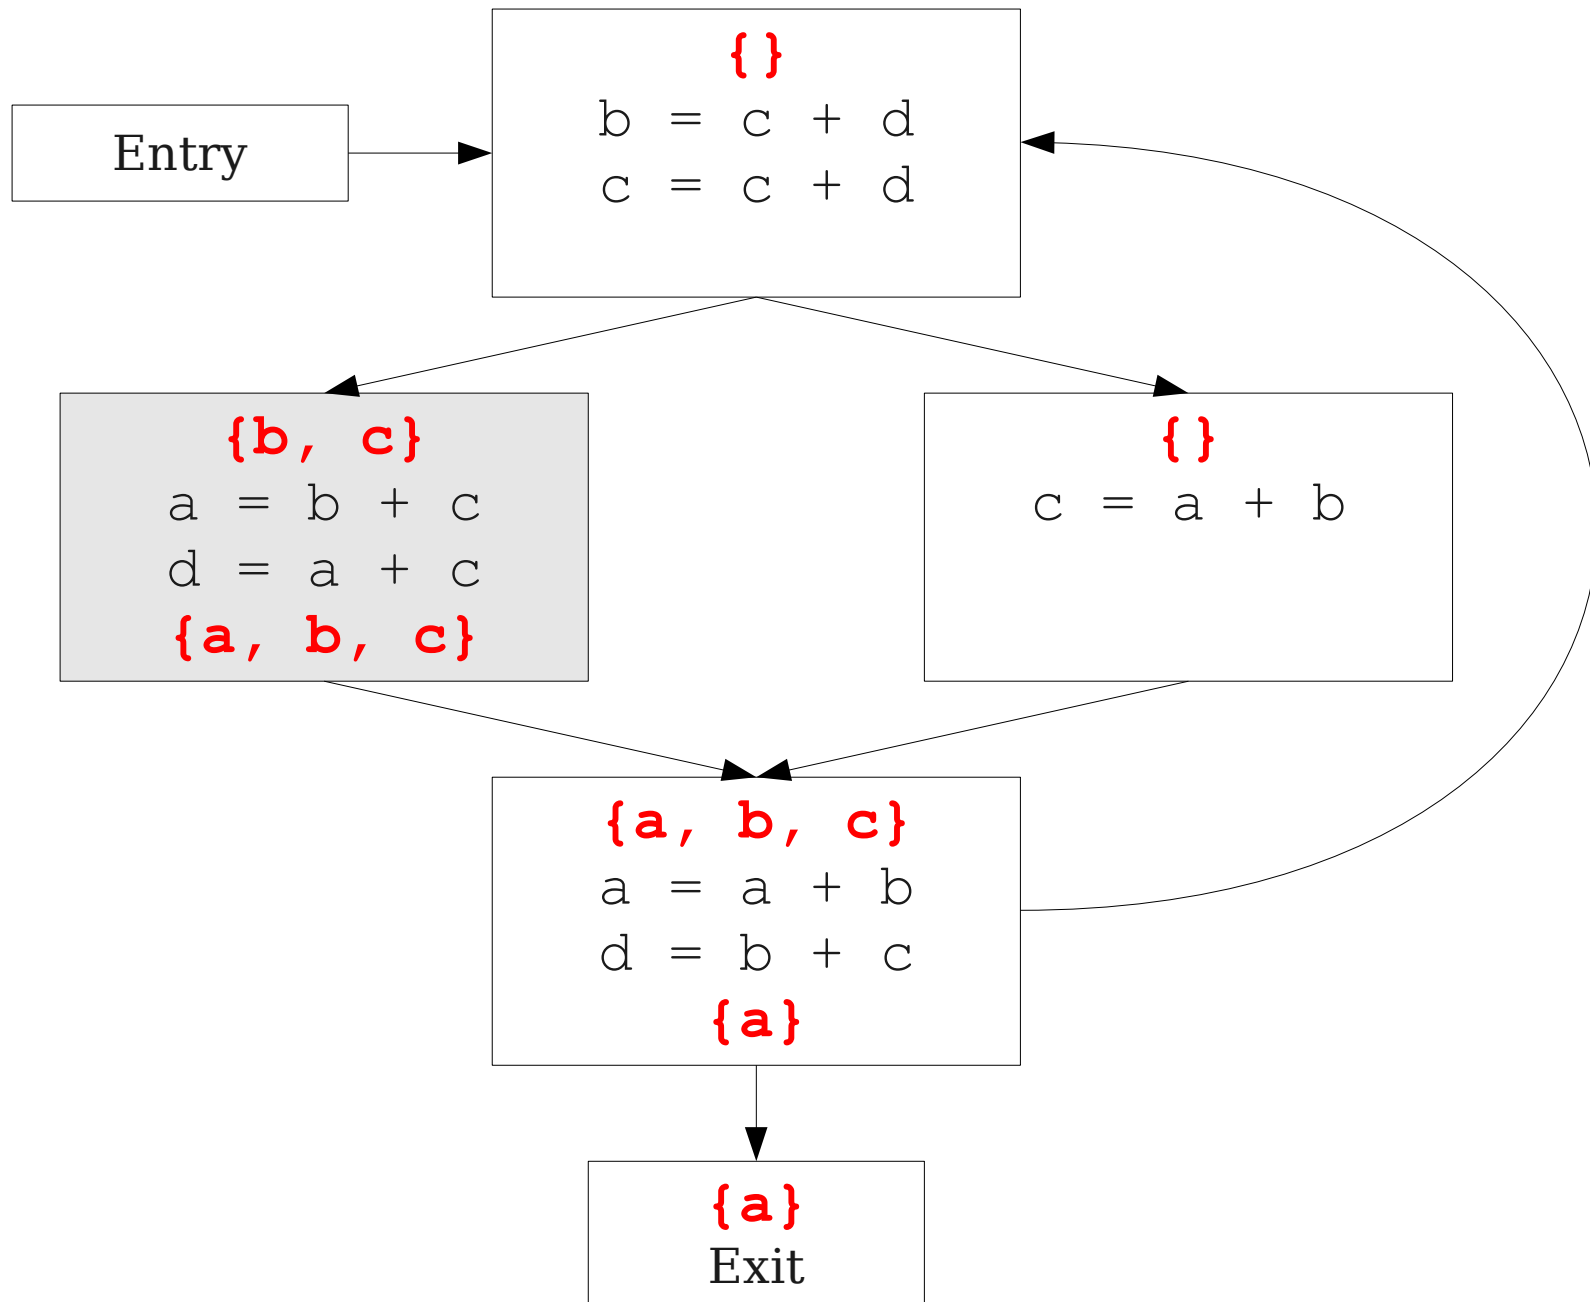 {}
b = c + d
c = c + d
Entry
{b, c}
a = b + c
d = a + c
{a, b, c}
{}
c = a + b
{a, b, c}
a = a + b
d = b + c
{a}
{a}
Exit